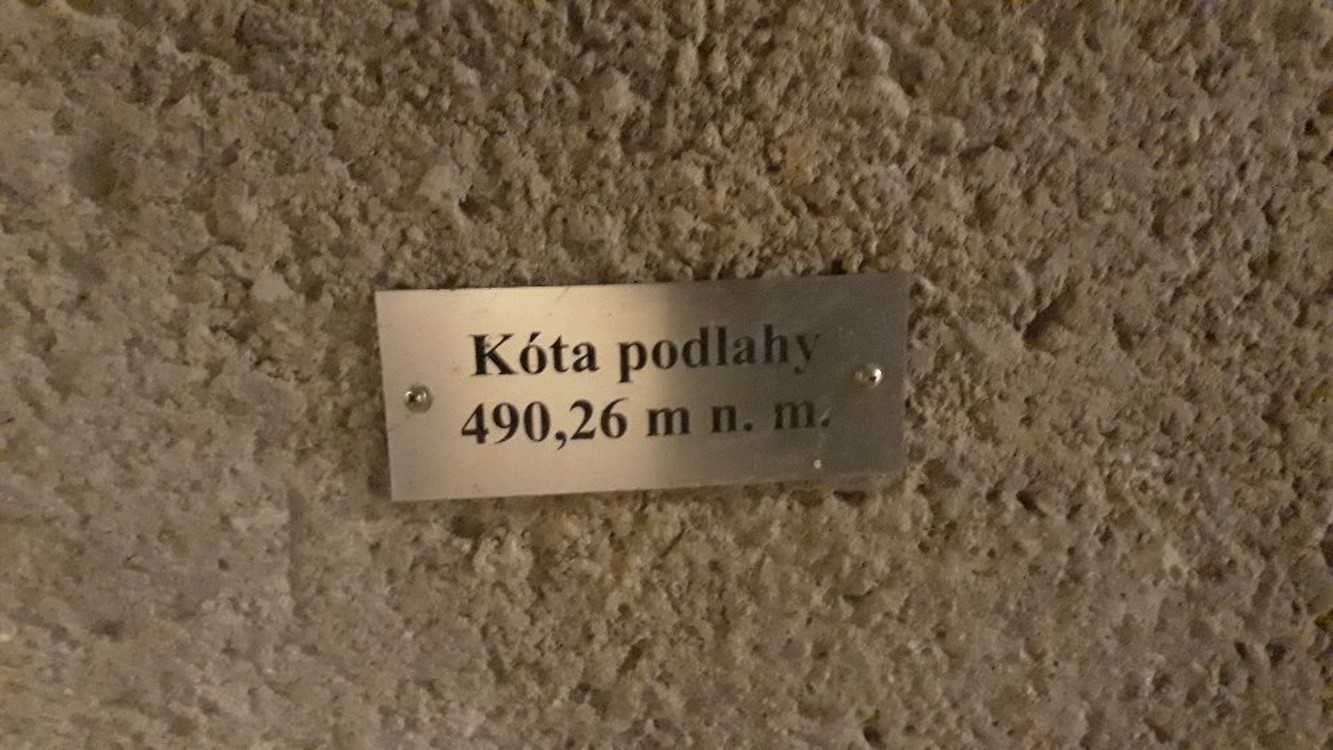 Kóta podlahy
490,26 m n. m.